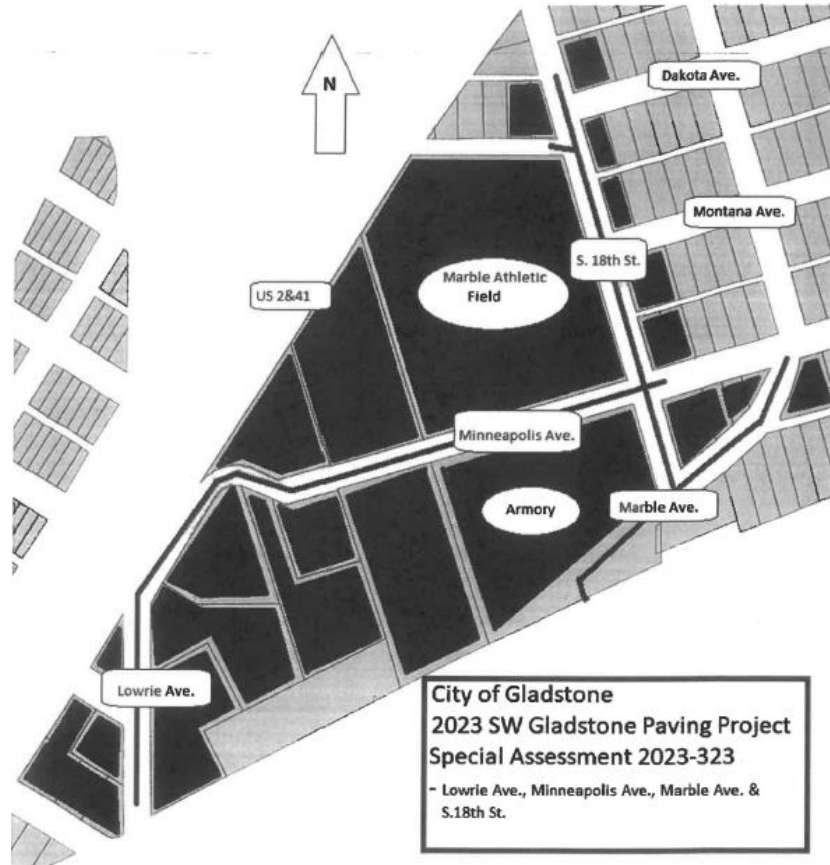 N
Dakota Ave.
Montana Ave.
S. 18th St.
Marble Athletic
Field
US 2&41
Minneapolis Ave.
Armory
Marble Ave.
Lowrie Ave.
City of Gladstone
2023 SW Gladstone Paving Project
Special Assessment 2023-323
- Lowrie Ave., Minneapolis Ave., Marble Ave. &
S.18th St.